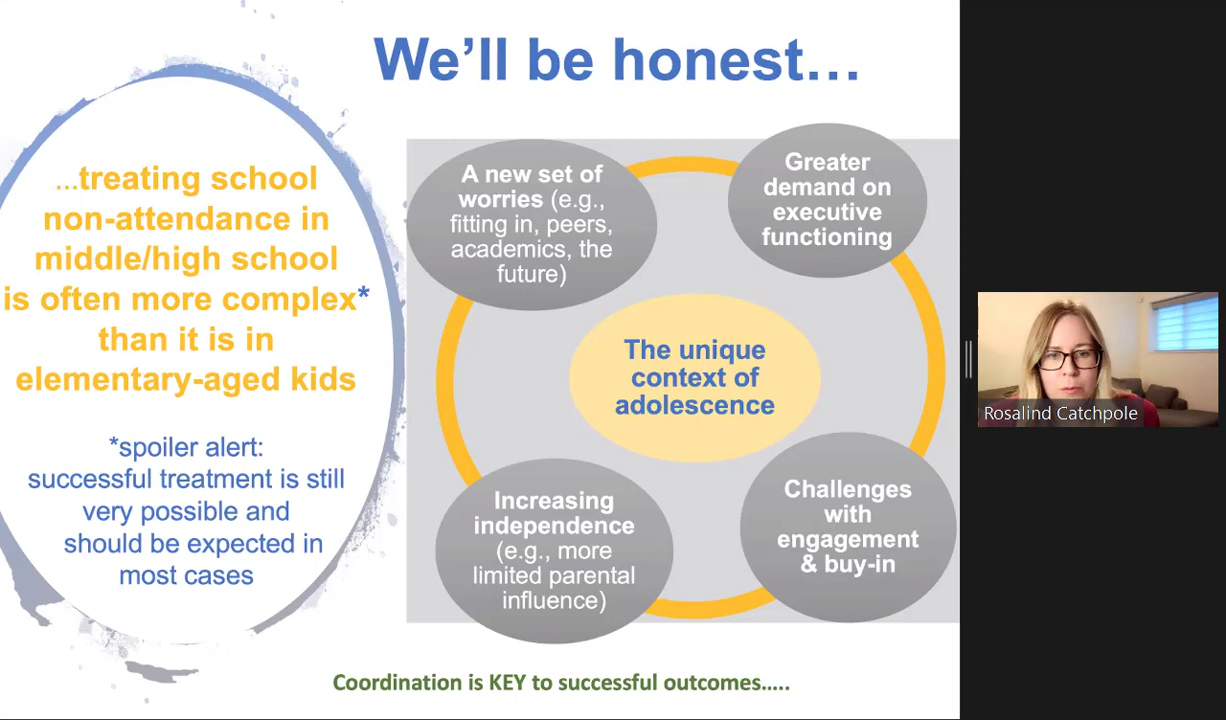 We'll be honest…
...treating school
non-attendance in
middle/high school
is often more complex*
than it is in
elementary-aged kids
*spoiler alert:
successful treatment is still
very possible and
should be expected in
most cases
A new set of
worries (e.g.,
fitting in, peers,
academics, the
future)
Greater
demand on
executive
functioning
The unique
context of
adolescence
Increasing
independence
(e.g., more
limited parental
influence)
Challenges
with
engagement
& buy-in
Coordination is KEY to successful outcomes.....
Rosalind Catchpole